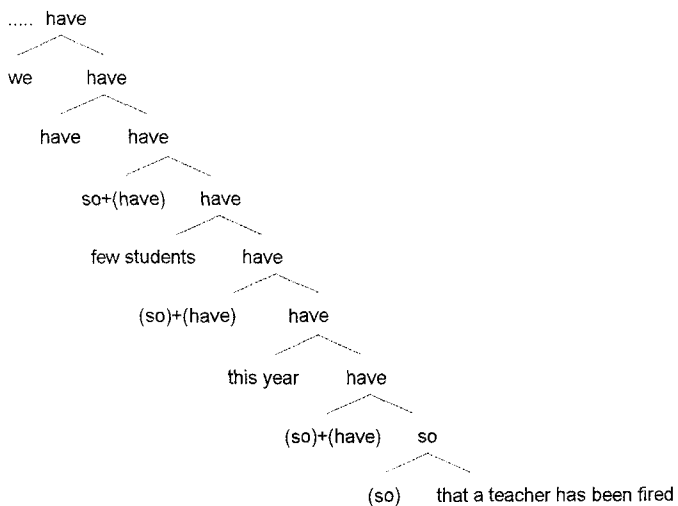 ..... have
we have
have have
so+(have) have
few students have
(so)+(have) have
this year have
(so)+(have) so
(so) that a teacher has been fired